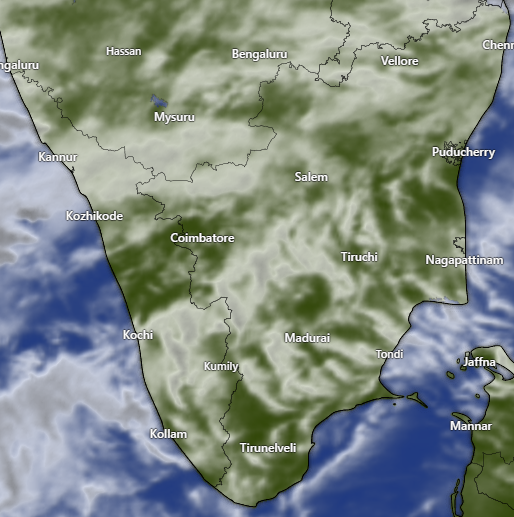 Chenn
Hassan
Bengaluru
Vellore
ngaluru
Mysuru
Puducherry
Kannur
Salem
Kozhikode
Coimbatore
Tiruchi
Nagapattinam
Kochi
Madurai
Tondi
Jaffna
Kumily
Mannar
Kollam
Tirunelveli